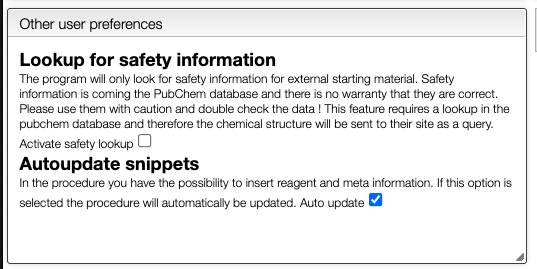 Other user preferences
Lookup for safety information
The program will only look for safety information for external starting material. Safety
information is coming the PubChem database and there is no warranty that they are correct.
Please use them with caution and double check the data ! This feature requires a lookup in the
pubchem database and therefore the chemical structure will be sent to their site as a query.
Activate safety lookup
Autoupdate snippets
In the procedure you have the possibility to insert reagent and meta information. If this option is
selected the procedure will automatically be updated. Auto update